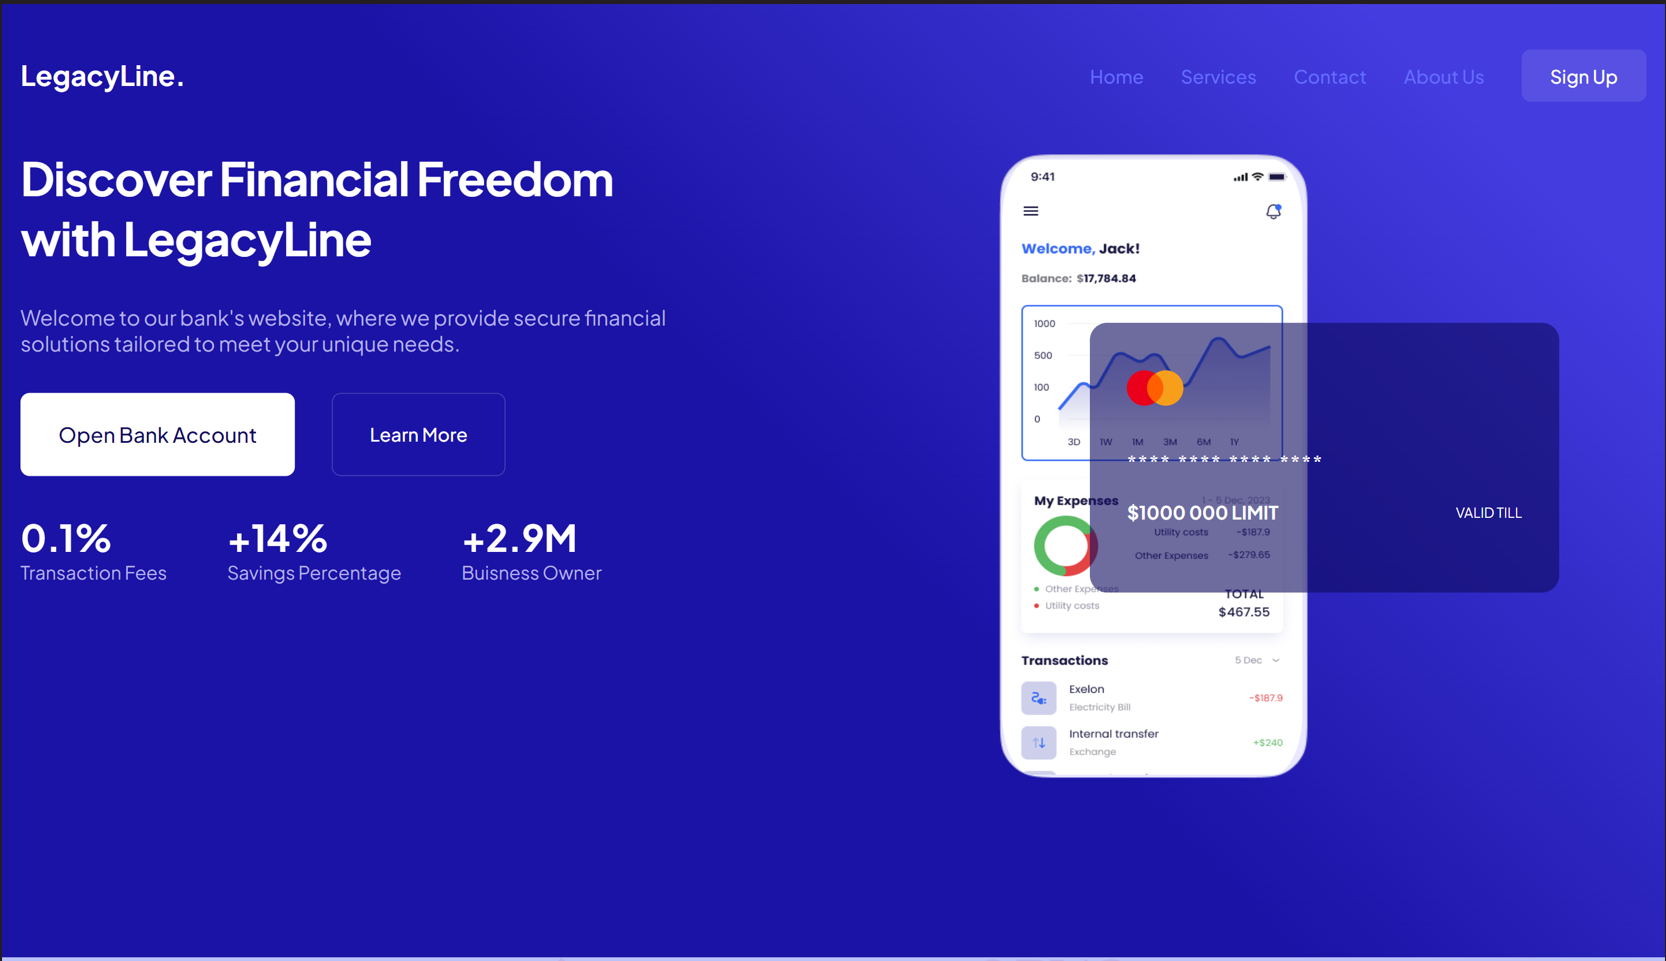 LegacyLine.
Home Services Contact About Us Sign Up
Discover Financial Freedom
with LegacyLine
Welcome to our bank's website, where we provide secure financial
solutions tailored to meet your unique needs.
Open Bank Account Learn More
0.1% +14% +2.9M
Transaction Fees Savings Percentage Buisness Owner
9:41
Welcome, Jack!
Balance: $17,784.84
1000
500
100
0
3D 1W 1M 3M 6M 1Y
**** **** **** ****
My Expenses 1 - 5 Dec, 2023
$1000 000 LIMIT VALID TILL
Utility costs -$187.9
Other Expenses -$279.65
Other Expenses
Utility costs
TOTAL
$467.55
Transactions 5 Dec
Exelon
Electricity Bill
-$187.9
Internal transfer
Exchange
+$240